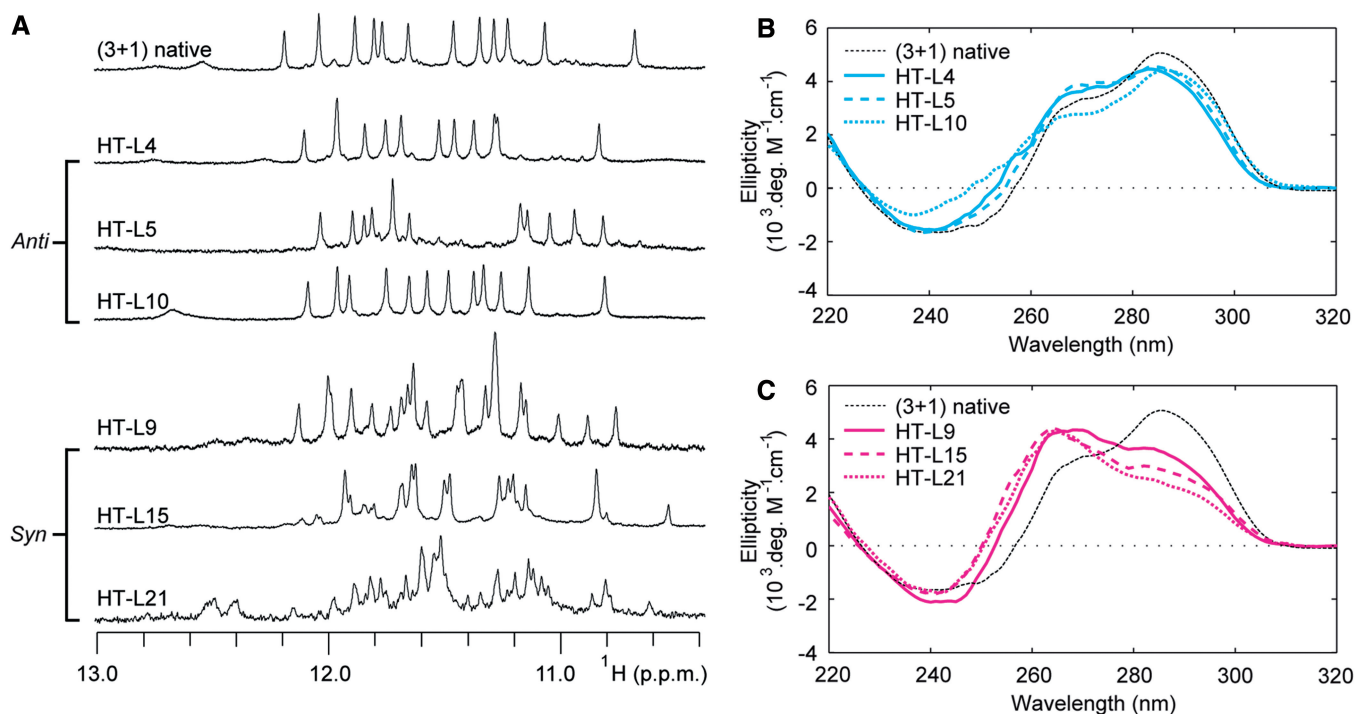 A
(3+1) native
HT-L4
HT-L5
HT-L10
Anti
HT-L9
HT-L15
HT-L21
Syn
13.0 12.0 11.0
¹H (p.p.m.)
B
(3+1) native
HT-L4
HT-L5
HT-L10
Ellipticity
(10³.deg. M⁻¹.cm⁻¹)
6
4
2
0
-2
-4
220 240 260 280 300 320
Wavelength (nm)
C
(3+1) native
HT-L9
HT-L15
HT-L21
Ellipticity
(10³.deg. M⁻¹.cm⁻¹)
6
4
2
0
-2
-4
220 240 260 280 300 320
Wavelength (nm)